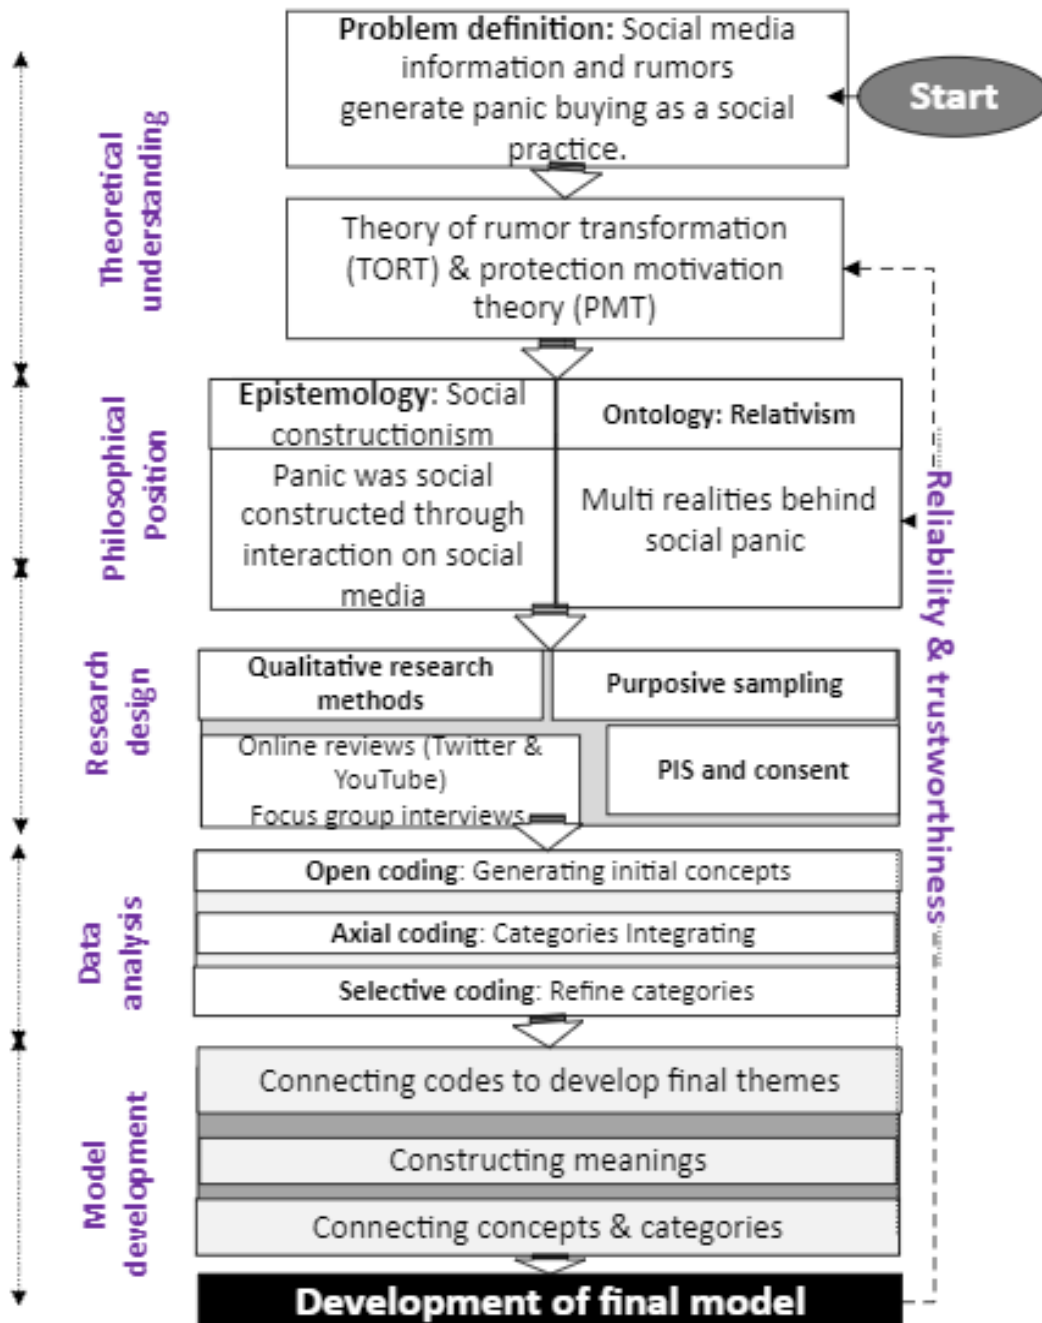 Problem definition: Social media
information and rumors
generate panic buying as a social
practice.
Start
Theoretical
understanding
Theory of rumor transformation
(TORT) & protection motivation
theory (PMT)
Philosophical
Position
Epistemology: Social
constructionism
Ontology: Relativism
Panic was social
constructed through
interaction on social
media
Multi realities behind
social panic
Reliability & trustworthiness
Research
design
Qualitative research
methods
Purposive sampling
Online reviews (Twitter &
YouTube)
Focus group interviews
PIS and consent
Data
analysis
Open coding: Generating initial concepts
Axial coding: Categories Integrating
Selective coding: Refine categories
Model
development
Connecting codes to develop final themes
Constructing meanings
Connecting concepts & categories
Development of final model